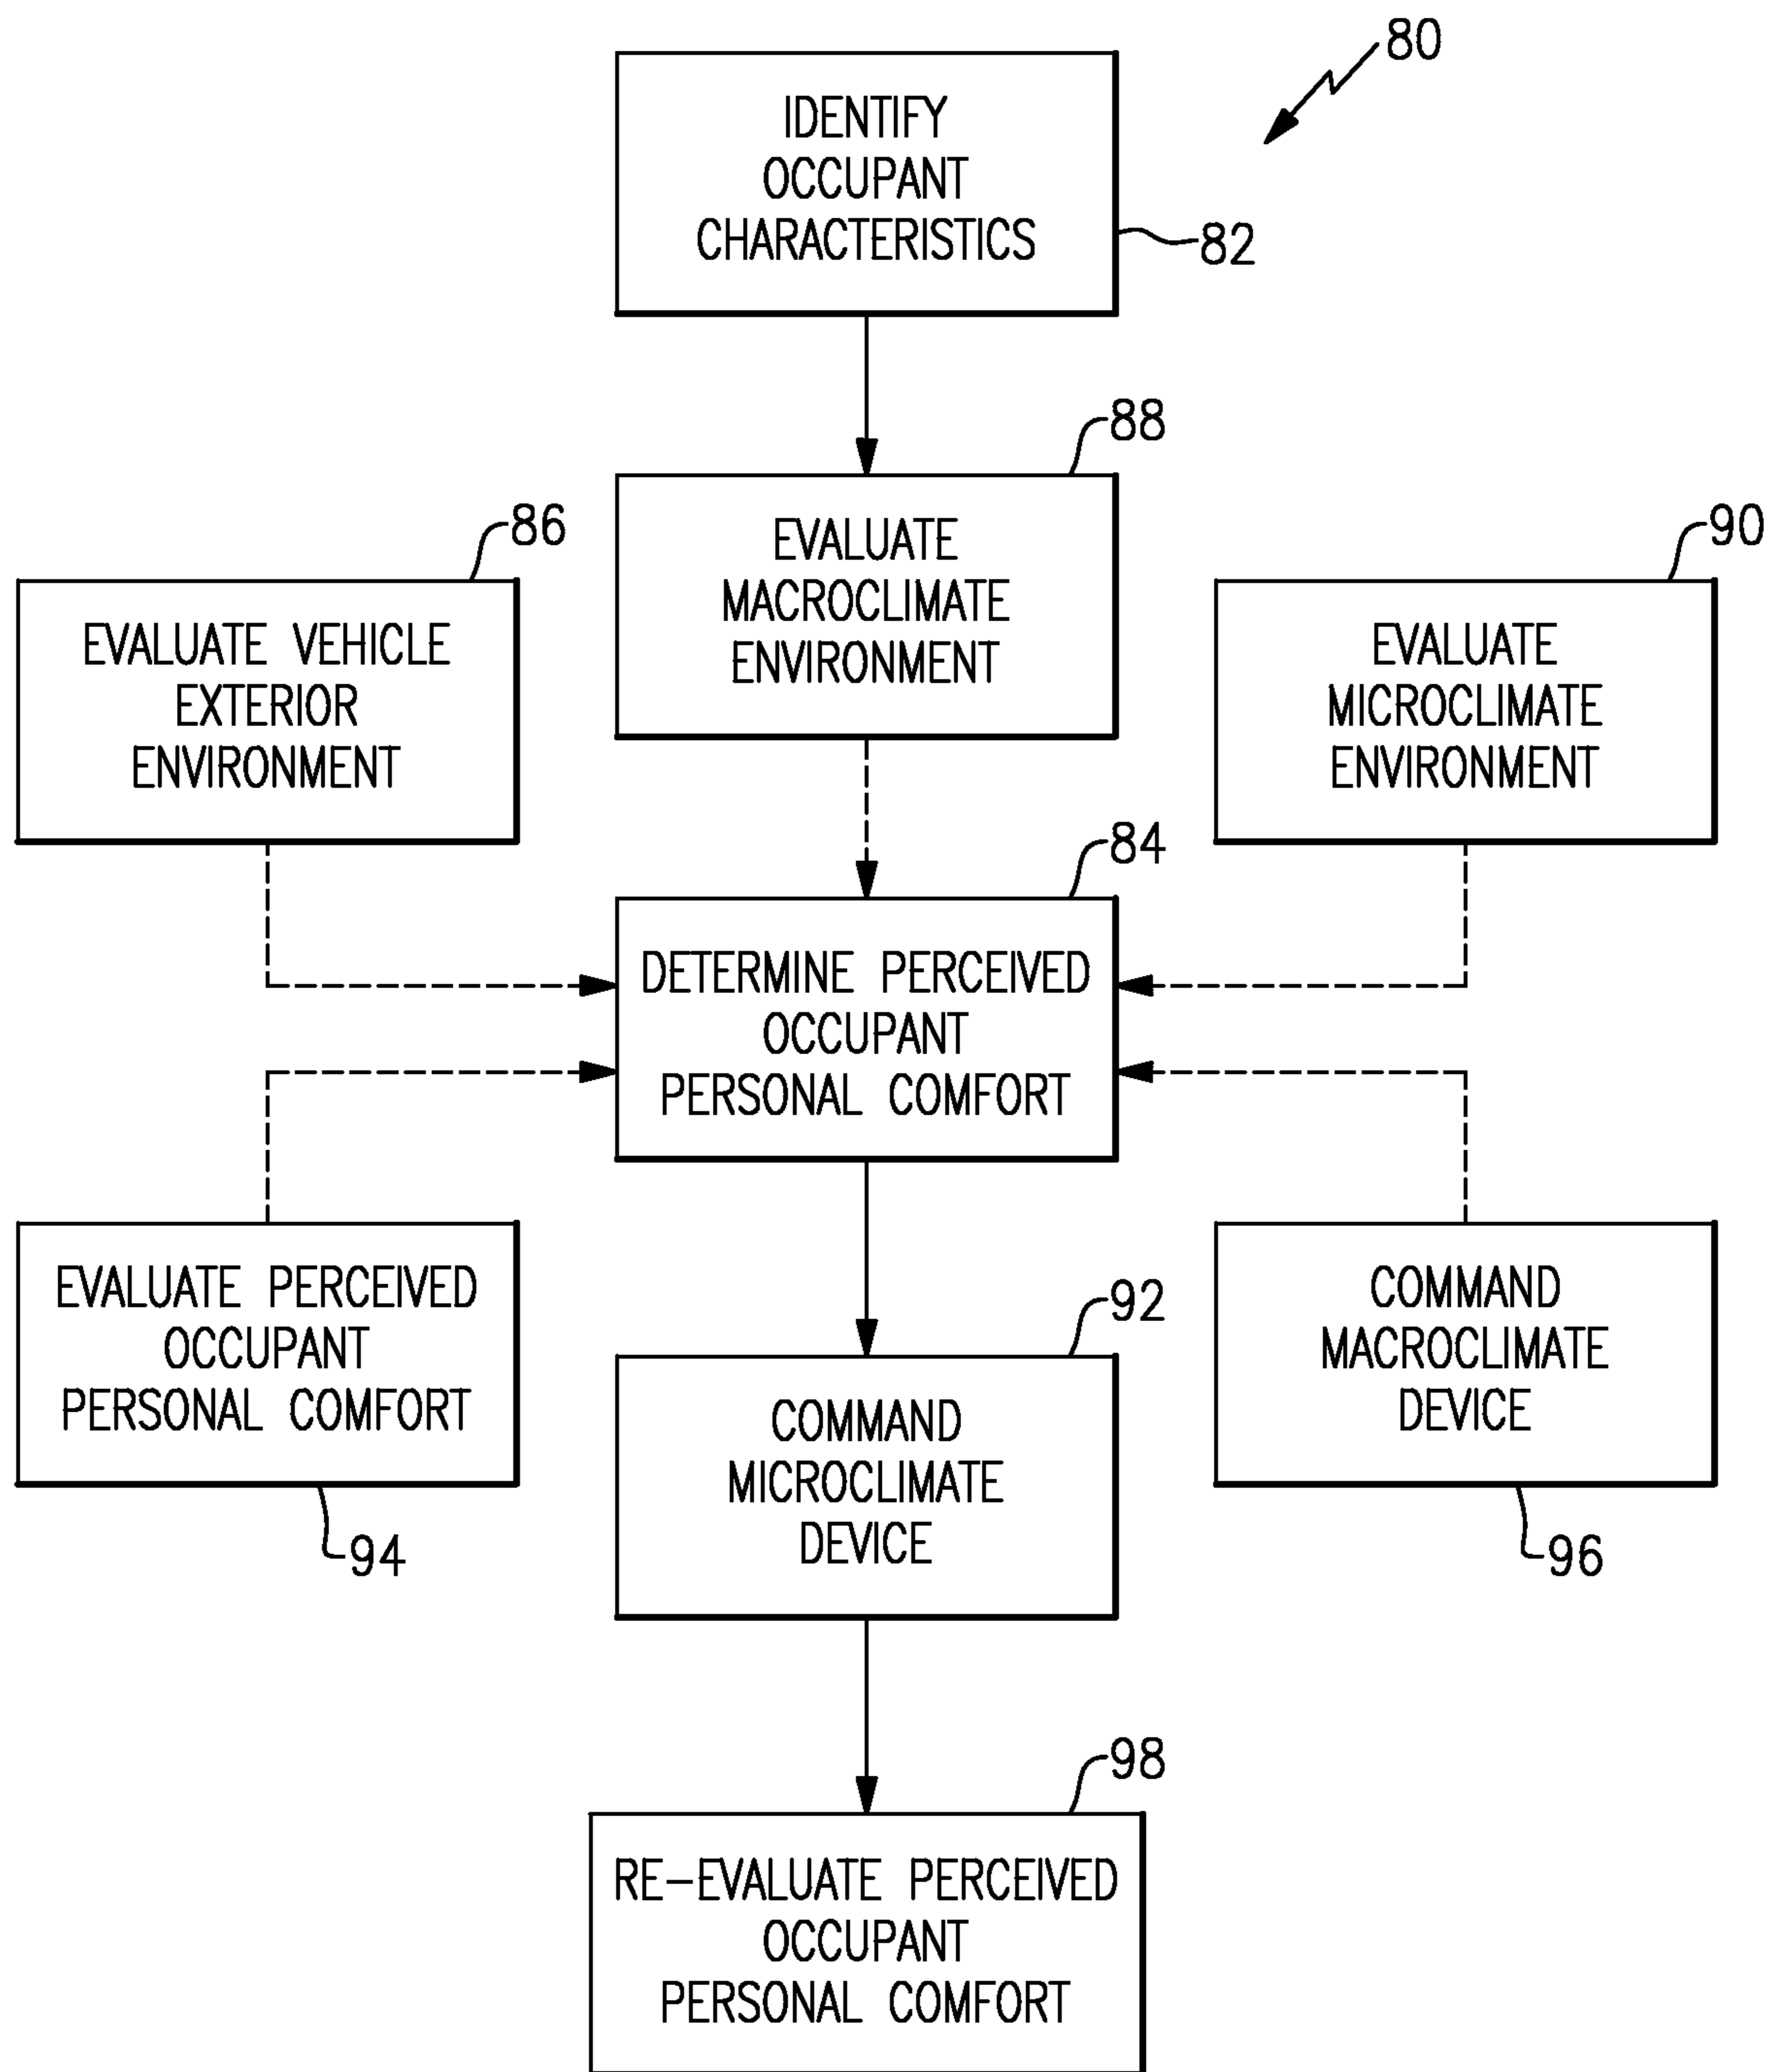 80
IDENTIFY
OCCUPANT
CHARACTERISTICS
82
88
EVALUATE
MACROCLIMATE
ENVIRONMENT
86
EVALUATE VEHICLE
EXTERIOR
ENVIRONMENT
90
EVALUATE
MICROCLIMATE
ENVIRONMENT
84
DETERMINE PERCEIVED
OCCUPANT
PERSONAL COMFORT
EVALUATE PERCEIVED
OCCUPANT
PERSONAL COMFORT
94
92
COMMAND
MICROCLIMATE
DEVICE
COMMAND
MACROCLIMATE
DEVICE
96
98
RE-EVALUATE PERCEIVED
OCCUPANT
PERSONAL COMFORT